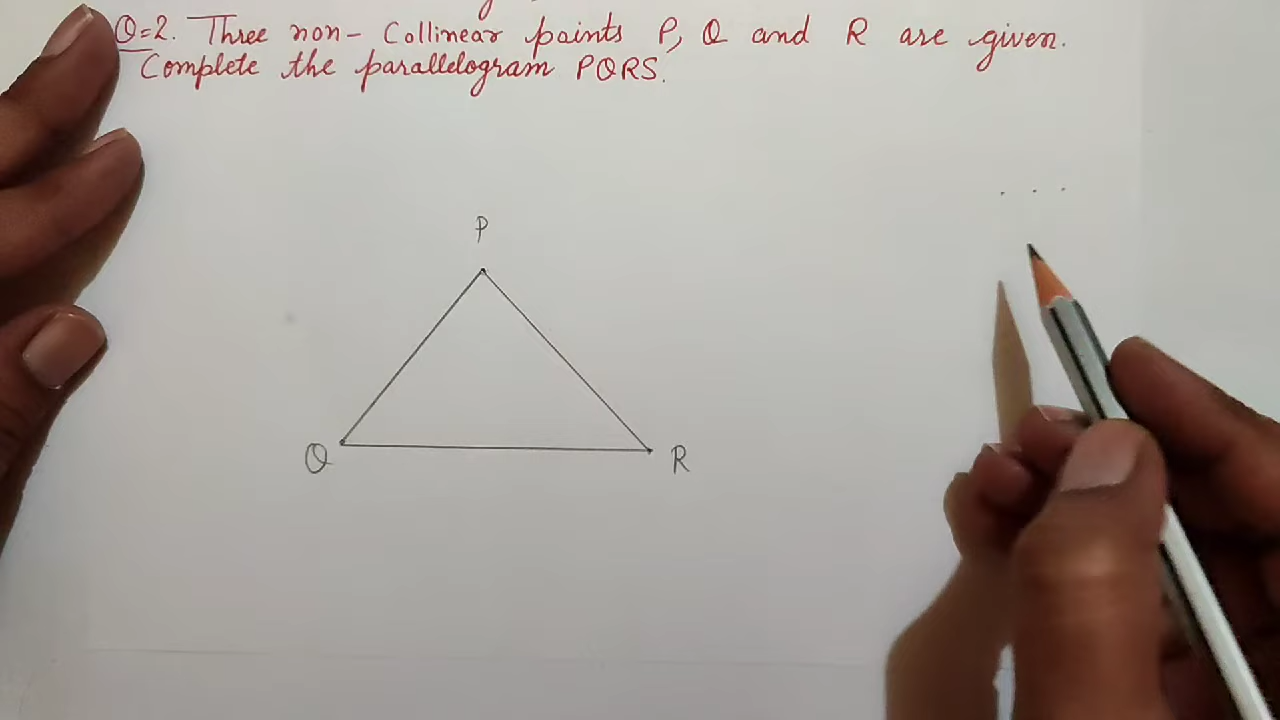 Q=2. Three non-Collinear points P, Q and R are given.
Complete the parallelogram PQRS.
P
Q
R